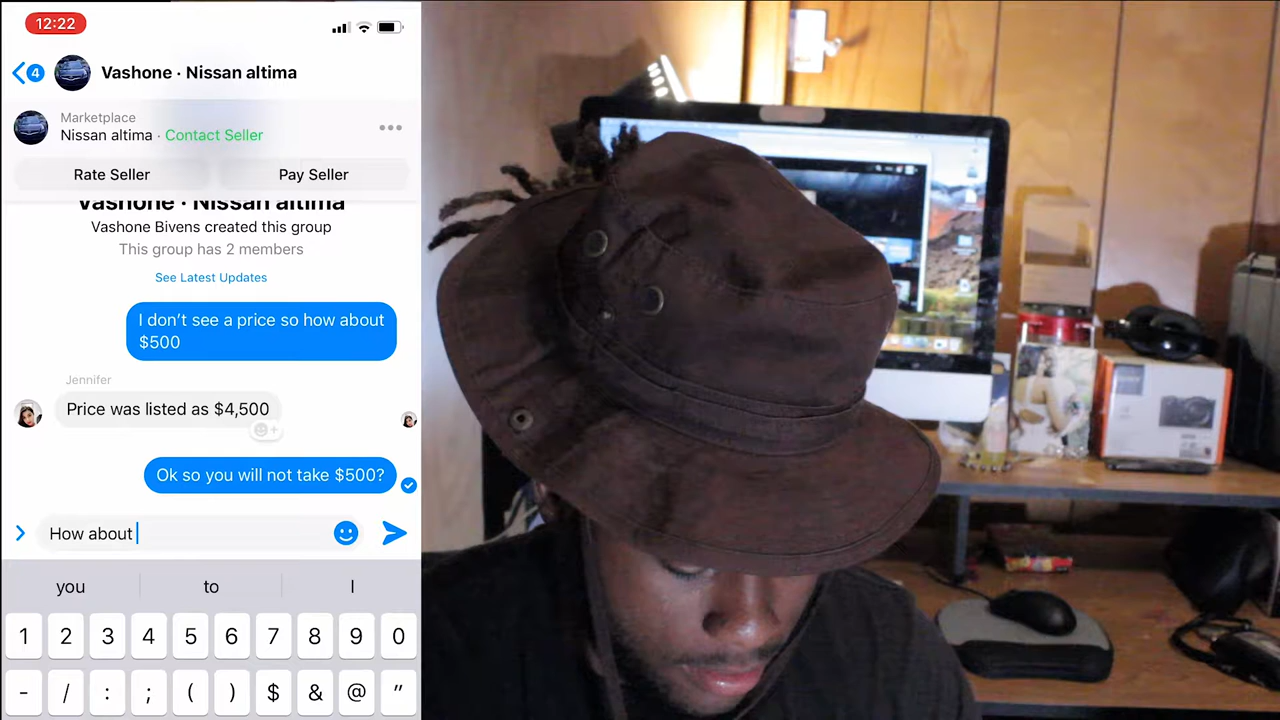 12:22
4
Vashone · Nissan altima
Marketplace
Nissan altima · Contact Seller
Rate Seller
Pay Seller
Vashone · Nissan altima
Vashone Bivens created this group
This group has 2 members
See Latest Updates
I don't see a price so how about
$500
Jennifer
Price was listed as $4,500
Ok so you will not take $500?
How about
you to I
1 2 3 4 5 6 7 8 9 0
- / : ; ( ) $ & @ "